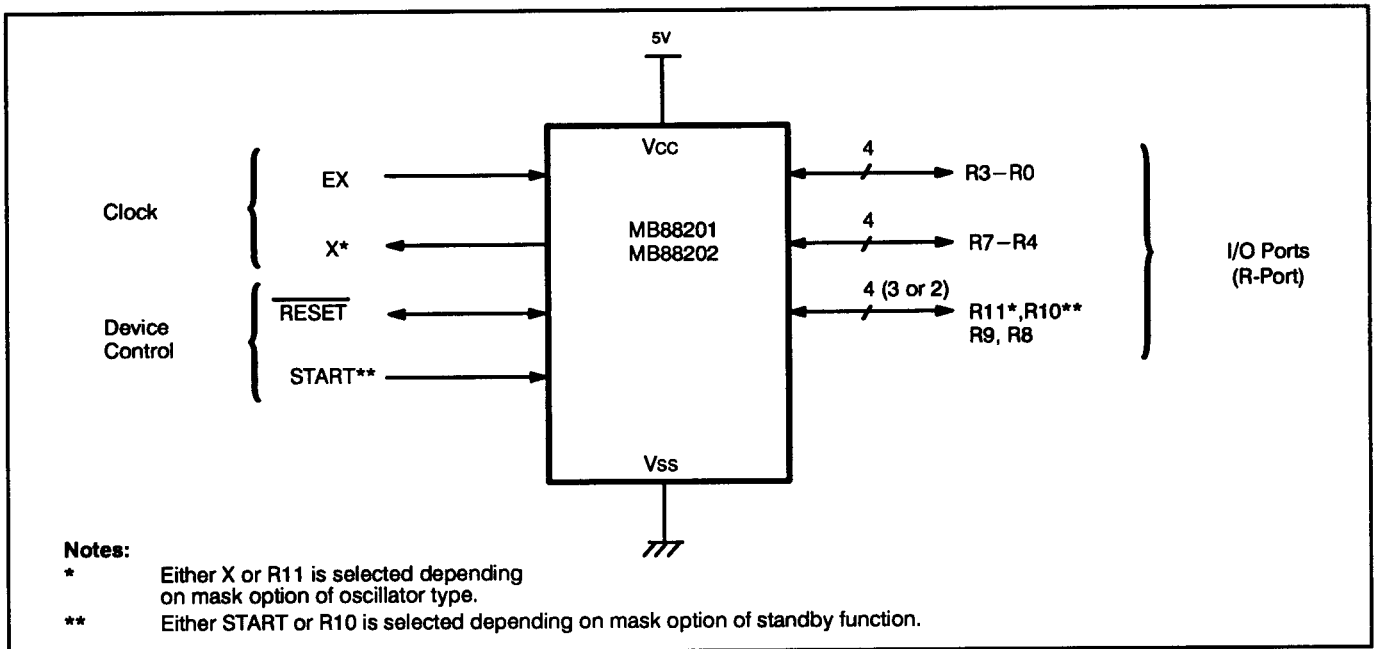 5V
Vcc
4
EX
R3–R0
Clock
MB88201
MB88202
4
X*
R7–R4
I/O Ports
(R-Port)
4 (3 or 2)
RESET
R11*,R10**
R9, R8
Device
Control
START**
Vss
Notes:
* Either X or R11 is selected depending
on mask option of oscillator type.
** Either START or R10 is selected depending on mask option of standby function.